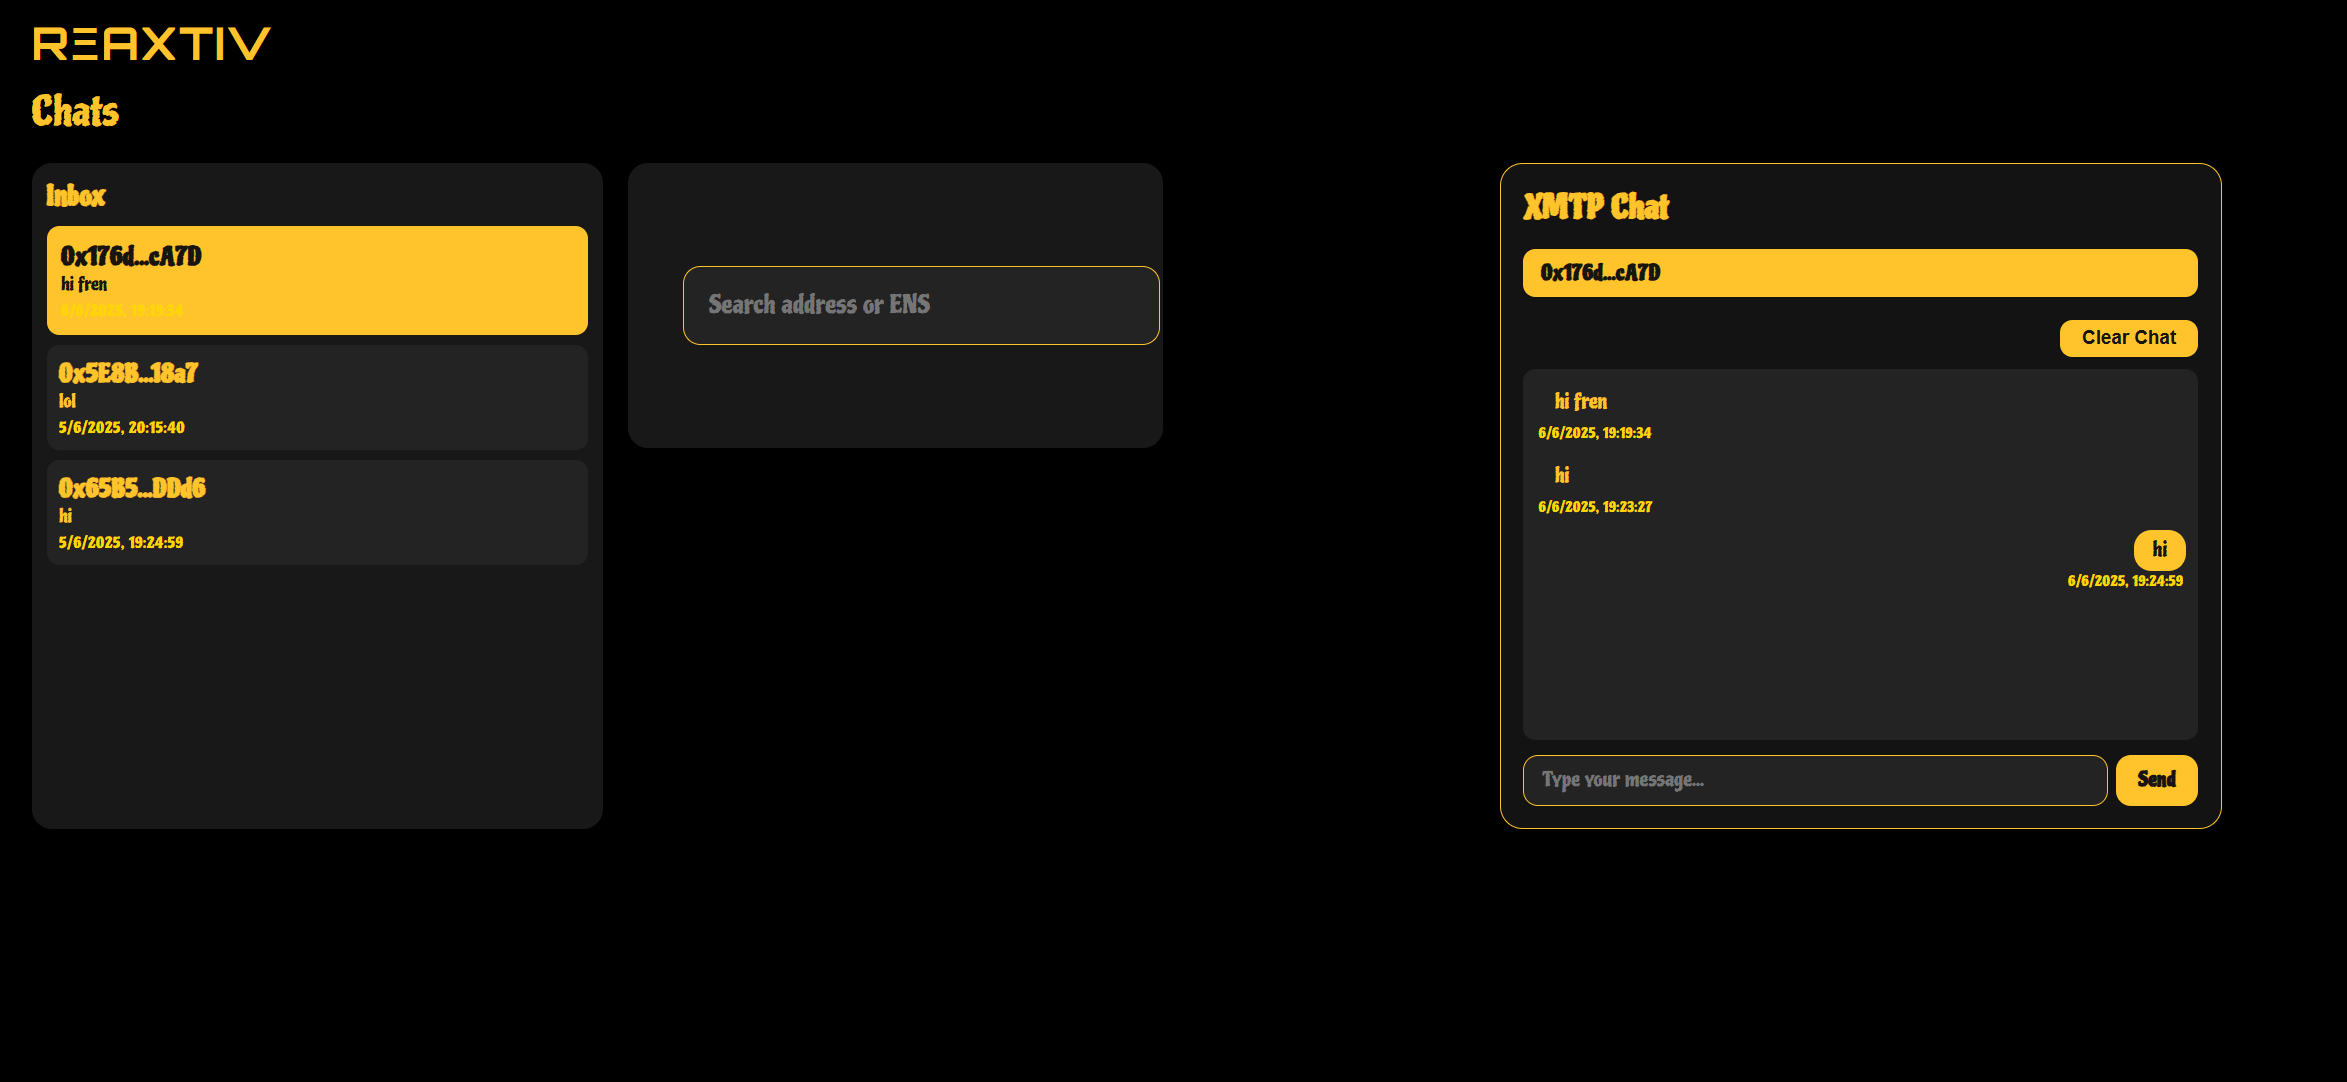 REAXTIV
Chats
Inbox
0x176d...cA7D
hi fren
6/6/2025, 19:19:34
0x5E8B...18a7
lol
5/6/2025, 20:15:40
0x65B5...DDd6
hi
5/6/2025, 19:24:59
Search address or ENS
XMTP Chat
0x176d...cA7D
Clear Chat
hi fren
6/6/2025, 19:19:34
hi
6/6/2025, 19:23:27
hi
6/6/2025, 19:24:59
Type your message...
Send